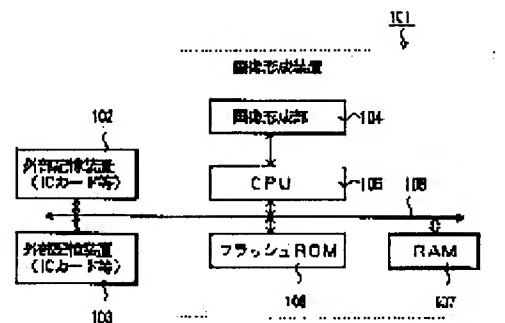 101
画像形成装置
102
画像形成部
104
外部記憶装置
(ICカード等)
CPU
105
108
外部記憶装置
(ICカード等)
フラッシュROM
RAM
103
106
107